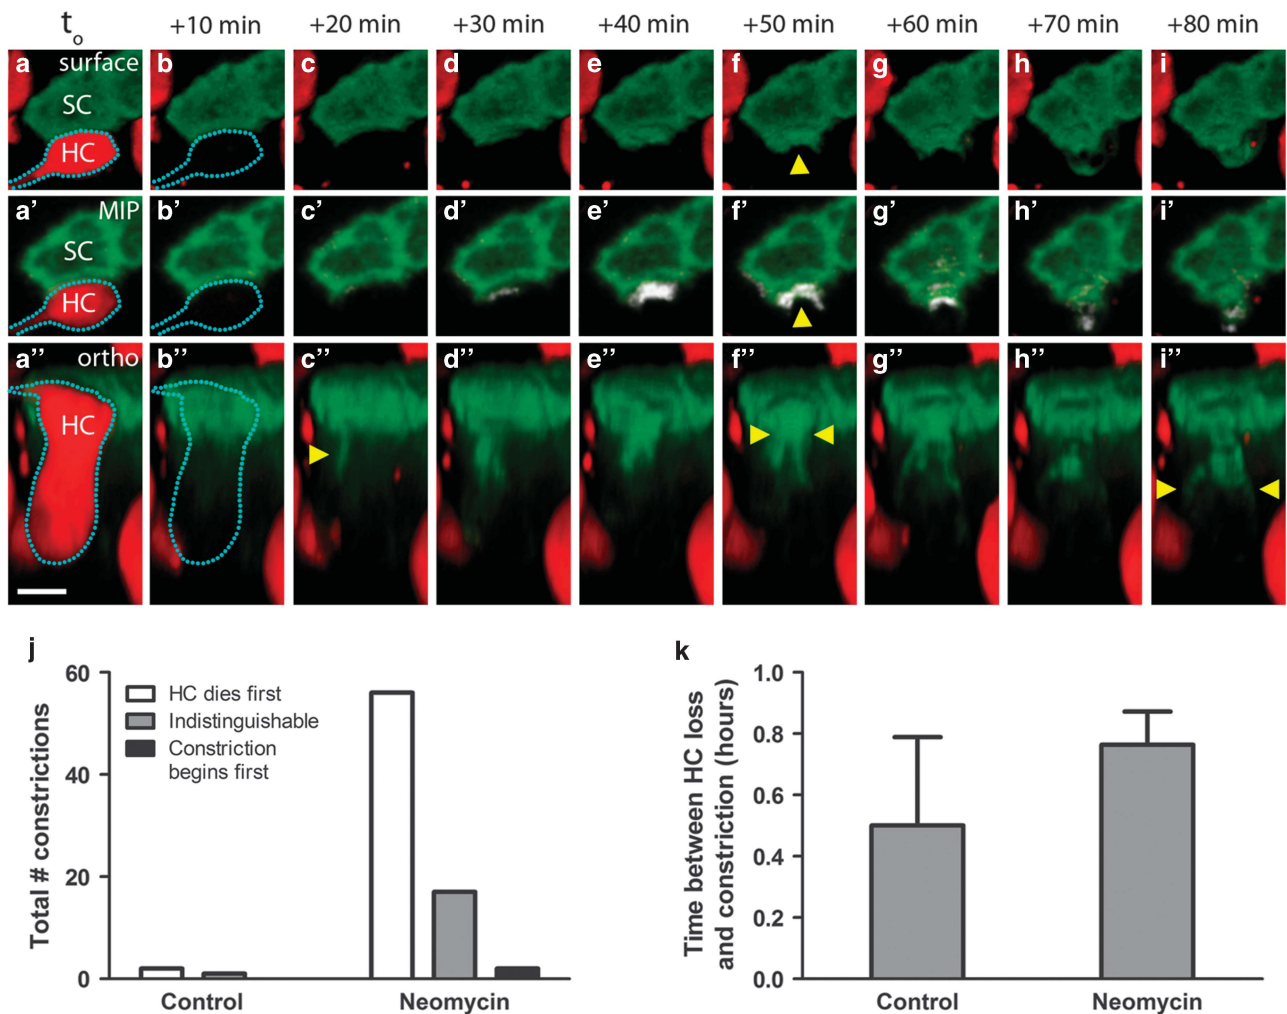 t₀ +10 min +20 min +30 min +40 min +50 min +60 min +70 min +80 min
a surface b c d e f g h i
SC
HC
a' MIP b' c' d' e' f' g' h' i'
SC
HC
a'' ortho b'' c'' d'' e'' f'' g'' h'' i''
HC
j
Total # constrictions
60
40
20
0
HC dies first
Indistinguishable
Constriction
begins first
Control Neomycin
k
Time between HC loss
and constriction (hours)
1.0
0.8
0.6
0.4
0.2
0.0
Control Neomycin